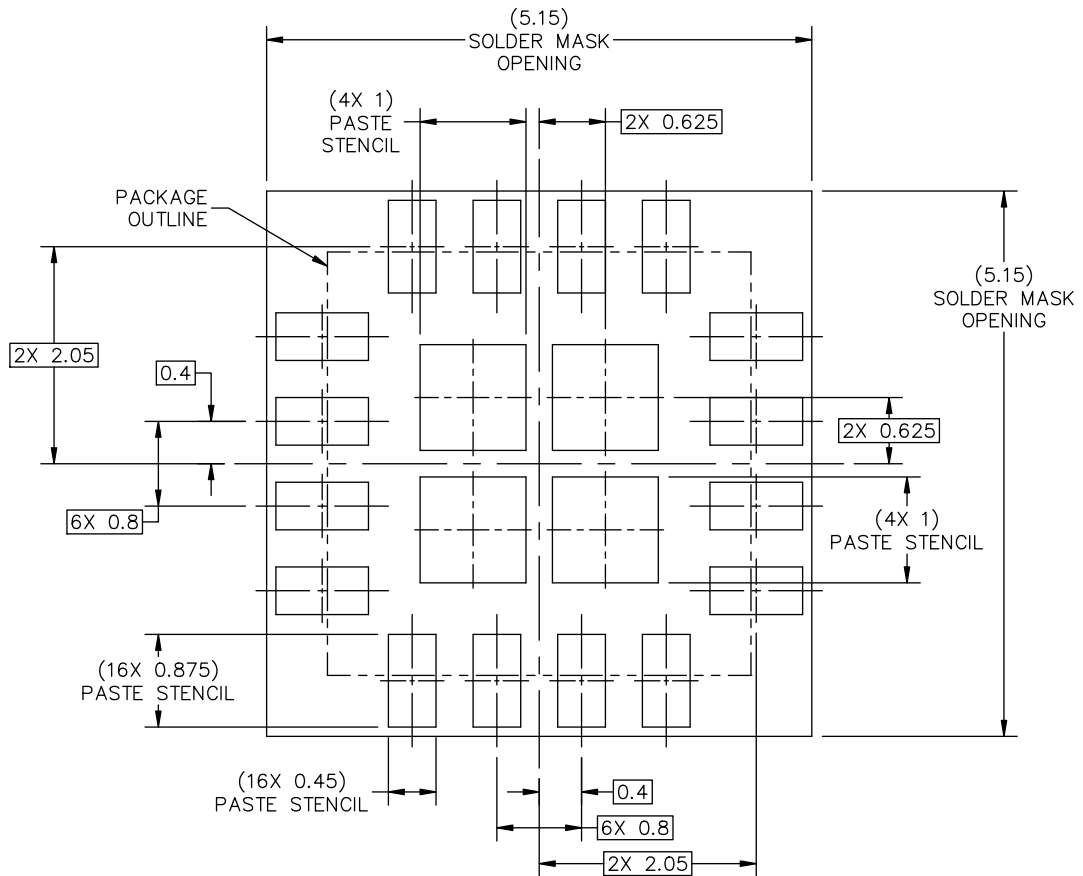 (5.15)
SOLDER MASK
OPENING
(4X 1)
PASTE
STENCIL
2X 0.625
PACKAGE
OUTLINE
(5.15)
SOLDER MASK
OPENING
2X 2.05
0.4
2X 0.625
6X 0.8
(4X 1)
PASTE STENCIL
(16X 0.875)
PASTE STENCIL
(16X 0.45)
PASTE STENCIL
0.4
6X 0.8
2X 2.05